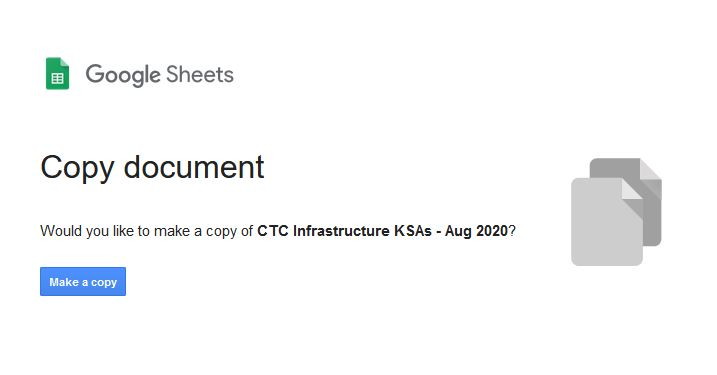 Google Sheets
Copy document
Would you like to make a copy of CTC Infrastructure KSAs - Aug 2020?
Make a copy